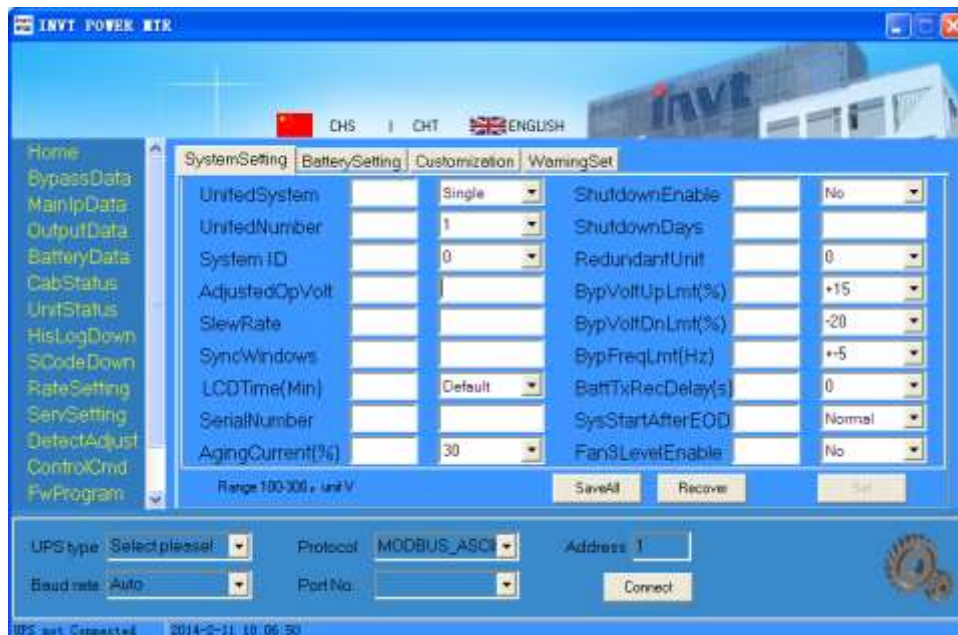 INVT POWER MTR
invt
CHS | CHT ENGLISH
Home
BypassData
MainIpData
OutputData
BatteryData
CabStatus
UnitStatus
HisLogDown
SCodeDown
RateSetting
ServSetting
DetectAdjust
ControlCmd
FwProgram
SystemSetting BatterySetting Customization WarningSet
UnitedSystem Single ShutdownEnable No
UnitedNumber 1 ShutdownDays
System ID 0 RedundantUnit 0
AdjustedOpVolt BypVoltUpLmt(%) +15
SlewRate BypVoltDnLmt(%) -20
SyncWindows BypFreqLmt(Hz) +-5
LCDTime(Min) Default BattTxRecDelay(s) 0
SerialNumber SysStartAfterEOD Normal
AgingCurrent(%) 30 Fan3LevelEnable No
Range 100-300, unit V SaveAll Recover Set
UPS type Select please! Protocol MODBUS_ASCII Address 1
Baud rate Auto Port No. Connect
UPS not Connected 2014-2-11 10:06:50